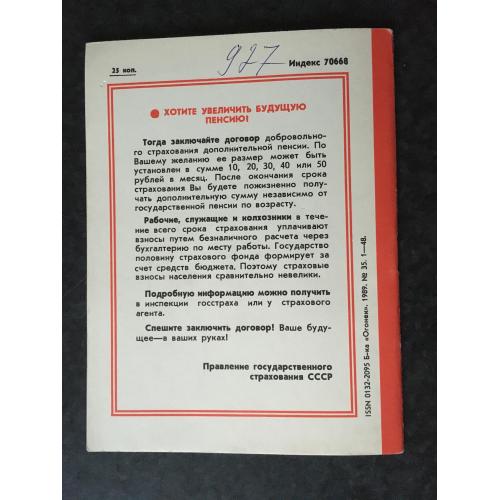 25 коп.
927
Индекс 70668
ХОТИТЕ УВЕЛИЧИТЬ БУДУЩУЮ
ПЕНСИЮ!
Тогда заключайте договор добровольно-
го страхования дополнительной пенсии. По
Вашему желанию ее размер может быть
установлен в сумме 10, 20, 30, 40 или 50
рублей в месяц. После окончания срока
страхования Вы будете пожизненно полу-
чать дополнительную сумму независимо от
государственной пенсии по возрасту.
Рабочие, служащие и колхозники в тече-
ние всего срока страхования уплачивают
взносы путем безналичного расчета через
бухгалтерию по месту работы. Государство
половину страхового фонда формирует за
счет средств бюджета. Поэтому страховые
взносы населения сравнительно невелики.
Подробную информацию можно получить
в инспекции госстраха или у страхового
агента.
Спешите заключить договор! Ваше буду-
щее—в ваших руках!
Правление государственного
страхования СССР
ISSN 0132-2095 Б-ка «Огонек». 1989. № 35. 1—48.